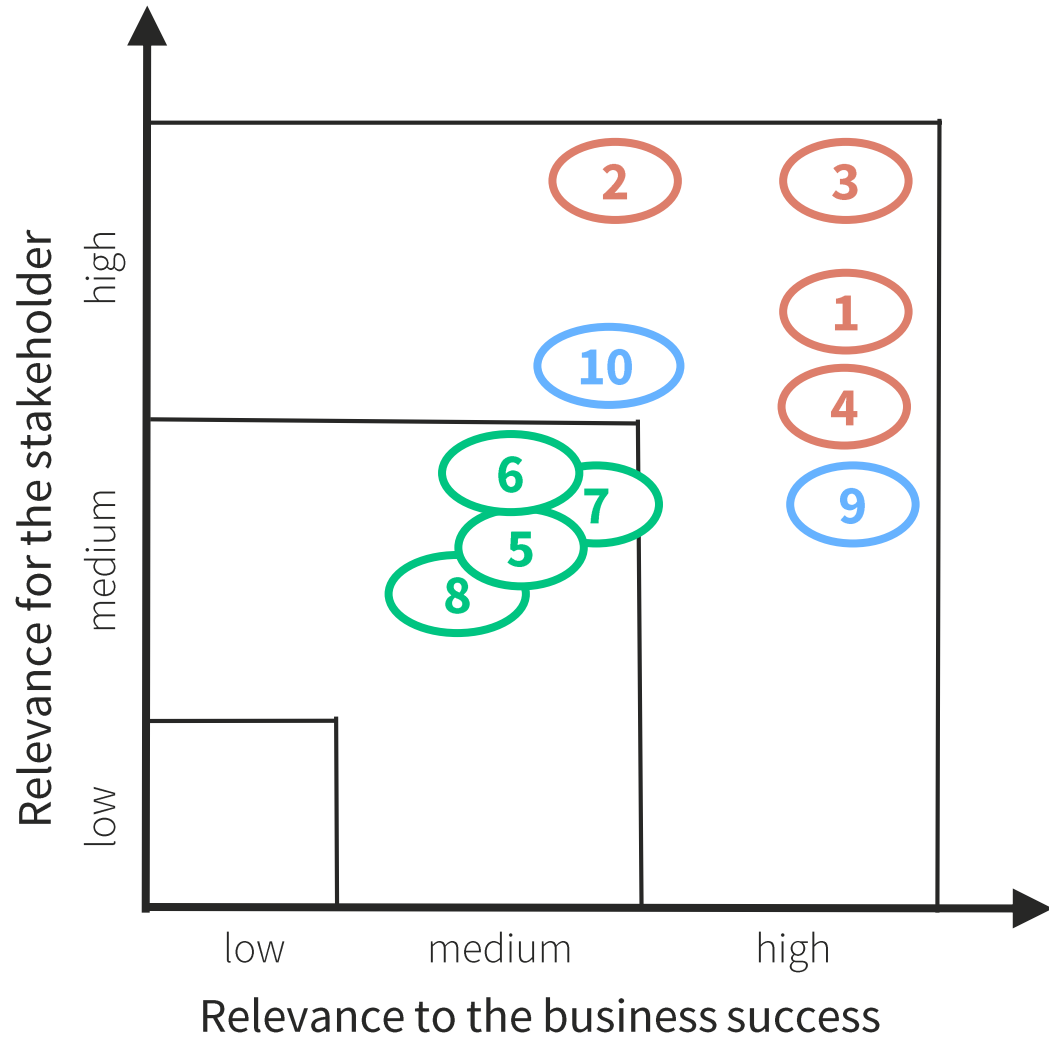 Relevance for the stakeholder
high
medium
low
2
3
1
10
4
6
7
9
5
8
low
medium
high
Relevance to the business success